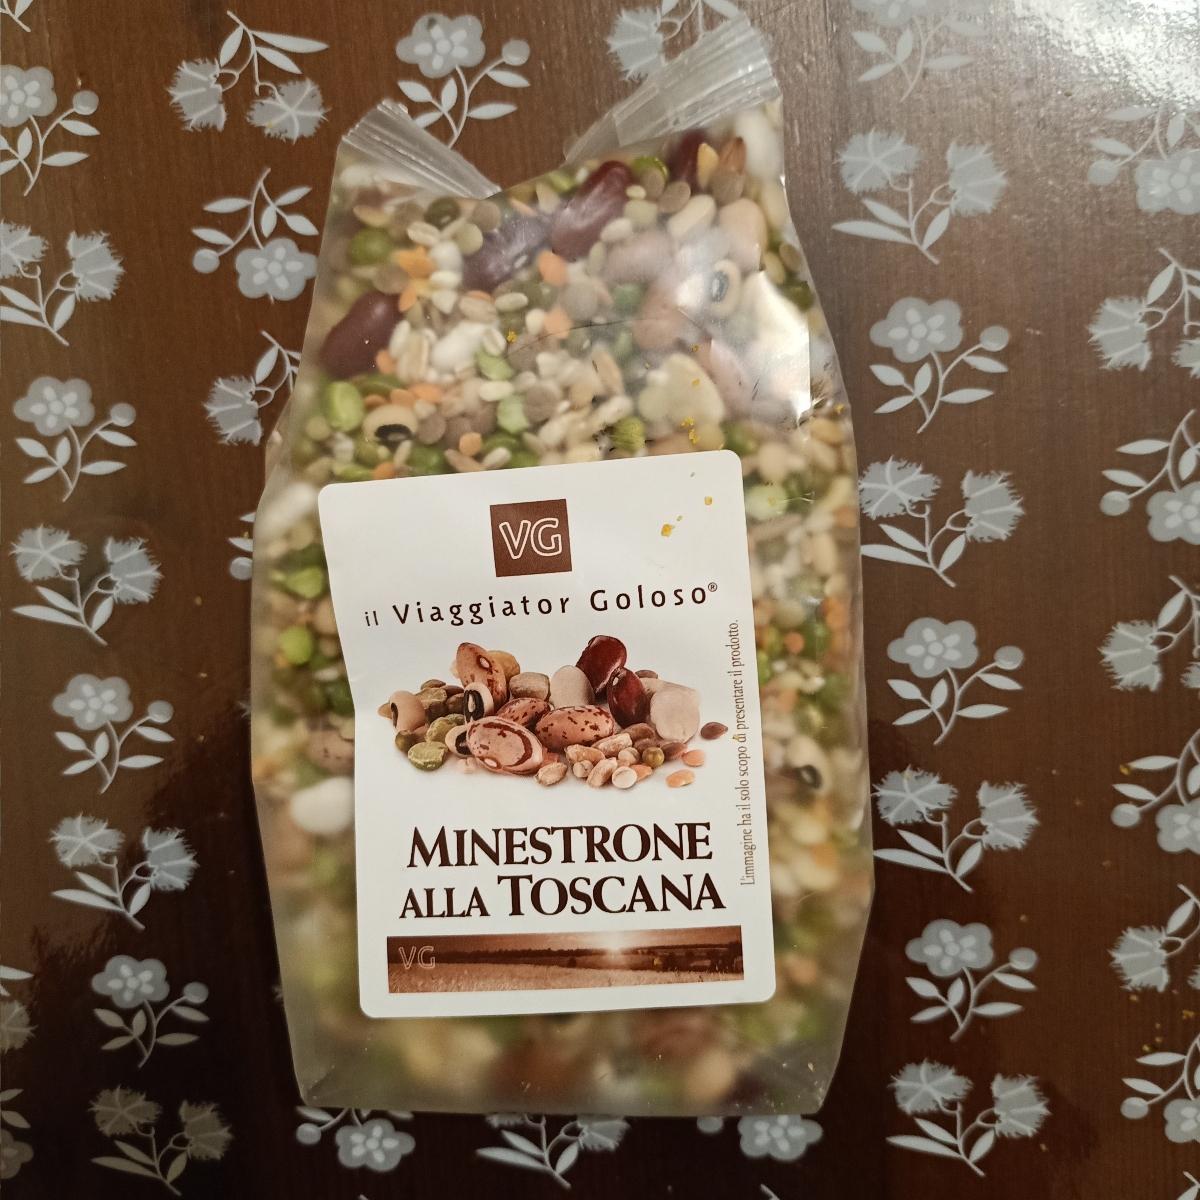 VG
il Viaggiator Goloso®
L'immagine ha il solo scopo di presentare il prodotto.
MINESTRONE
ALLA TOSCANA
VG